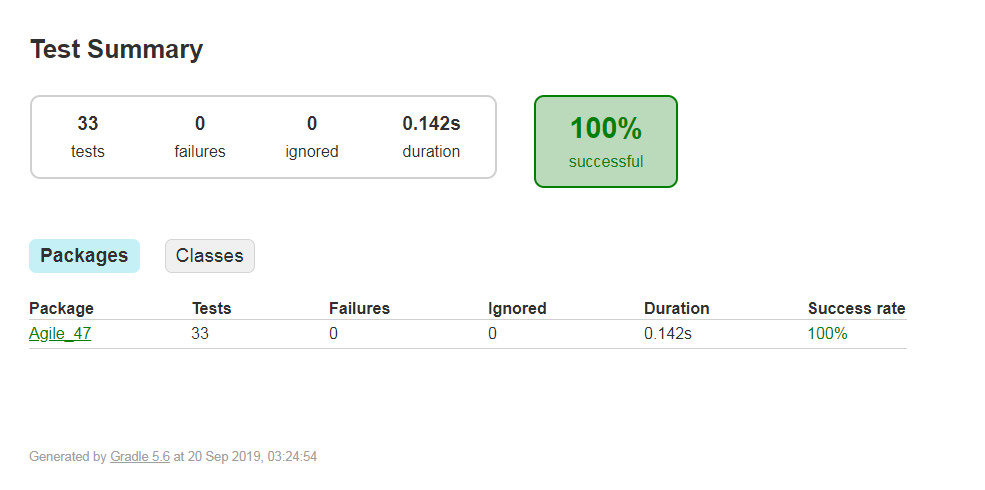 Test Summary
33 0 0 0.142s
tests failures ignored duration
100%
successful
Packages Classes
Package Tests Failures Ignored Duration Success rate
Agile_47 33 0 0 0.142s 100%
Generated by Gradle 5.6 at 20 Sep 2019, 03:24:54